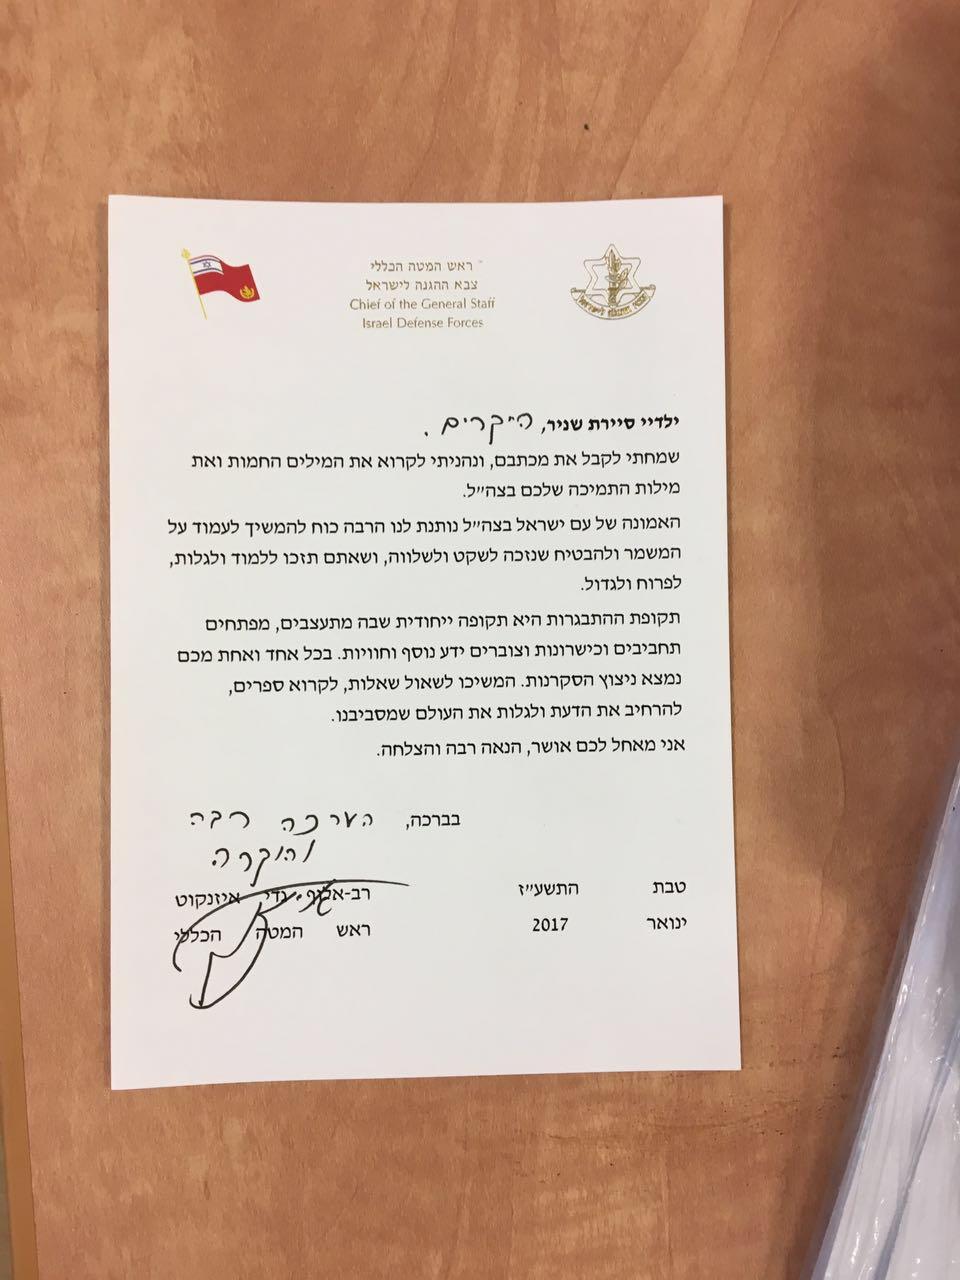 ראש המטה הכללי
צבא ההגנה לישראל
Chief of the General Staff
Israel Defense Forces
צבא ההגנה לישראל
ילדיי סיירת שניר, היקרים.
שמחתי לקבל את מכתבם, ונהניתי לקרוא את המילים החמות ואת
מילות התמיכה שלכם בצה״ל.
האמונה של עם ישראל בצה״ל נותנת לנו הרבה כוח להמשיך לעמוד על
המשמר ולהבטיח שנזכה לשקט ולשלווה, ושאתם תזכו ללמוד ולגלות,
לפרוח ולגדול.
תקופת ההתבגרות היא תקופה ייחודית שבה מתעצבים, מפתחים
תחביבים וכישרונות וצוברים ידע נוסף וחוויות. בכל אחד ואחת מכם
נמצא ניצוץ הסקרנות. המשיכו לשאול שאלות, לקרוא ספרים,
להרחיב את הדעת ולגלות את העולם שמסביבנו.
אני מאחל לכם אושר, הנאה רבה והצלחה.
בברכה, הערכה רבה
והוקרה
טבת התשע״ז רב-אלוף גדי איזנקוט
ינואר 2017 ראש המטה הכללי